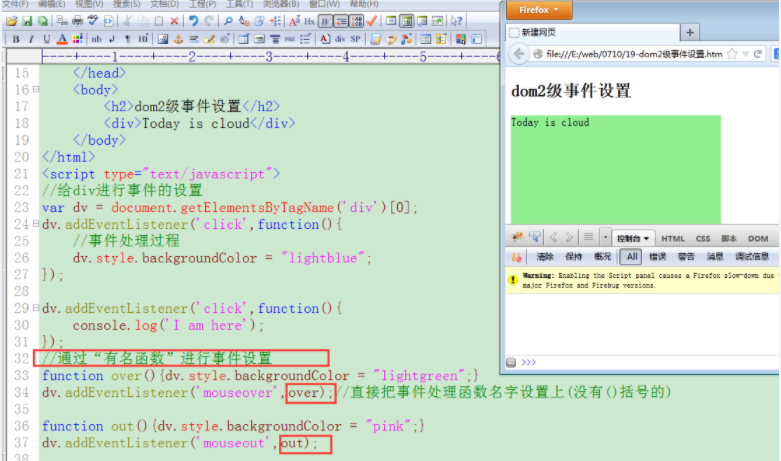 文件(F) 编辑(E) 视图(V) 搜索(S) 文档(D) 工程(P) 工具(T) 浏览器(B) 窗口(W) 帮助(H)
B I U A nb div SP
----+----1----+----2----+----3----+----4----+----5----+----6
15 </head>
16 <body>
17 <h2>dom2级事件设置</h2>
18 <div>Today is cloud</div>
19 </body>
20 </html>
21 <script type="text/javascript">
22 //给div进行事件的设置
23 var dv = document.getElementsByTagName('div')[0];
24 dv.addEventListener('click',function(){
25 //事件处理过程
26 dv.style.backgroundColor = "lightblue";
27 });
28
29 dv.addEventListener('click',function(){
30 console.log('I am here');
31 });
32 //通过“有名函数”进行事件设置
33 function over(){dv.style.backgroundColor = "lightgreen";}
34 dv.addEventListener('mouseover',over);//直接把事件处理函数名字设置上(没有()括号的)
35
36 function out(){dv.style.backgroundColor = "pink";}
37 dv.addEventListener('mouseout',out);
38
Firefox
新建网页
file:///E:/web/0710/19-dom2级事件设置.htm
dom2级事件设置
Today is cloud
控制台 HTML CSS 脚本 DOM
清除 保持 概况 All 错误 警告 消息 调试信息
Warning: Enabling the Script panel causes a Firefox slow-down due
major Firefox and Firebug versions.
>>>